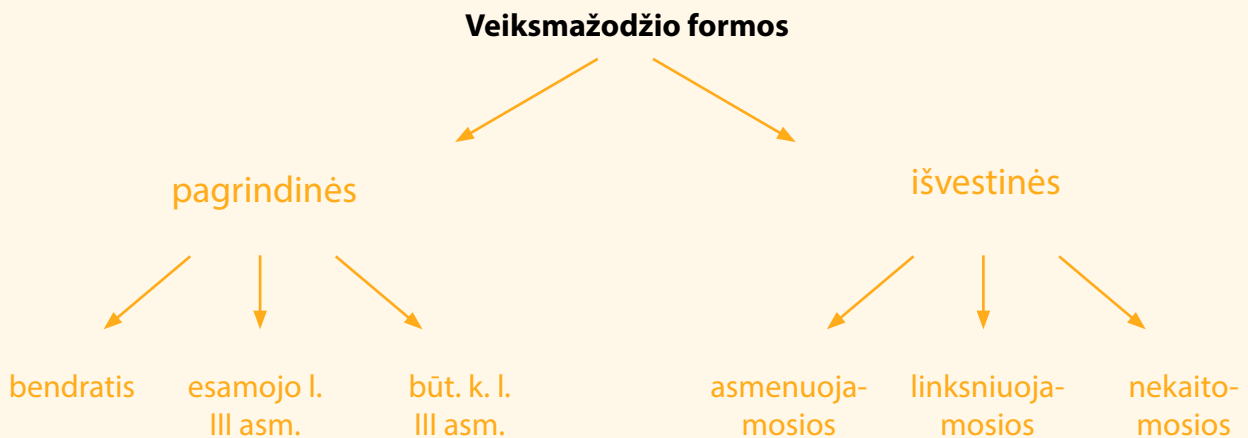 Veiksmažodžio formos
pagrindinės
išvestinės
bendratis
esamojo l.
III asm.
būt. k. l.
III asm.
asmenuoja-
mosios
linksniuoja-
mosios
nekaito-
mosios